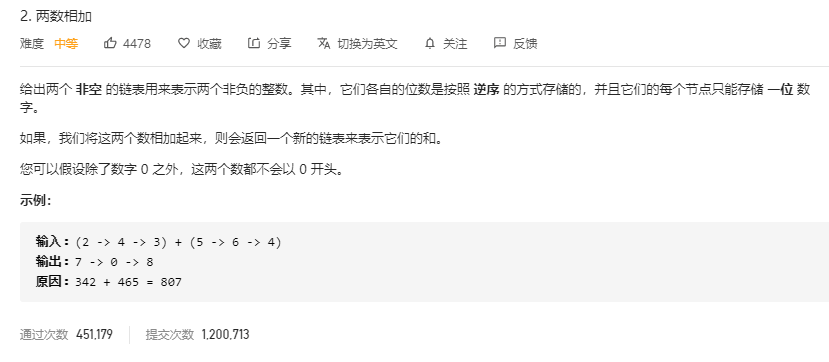 2. 两数相加
难度 中等 4478 收藏 分享 切换为英文 关注 反馈
给出两个 非空 的链表用来表示两个非负的整数。其中，它们各自的位数是按照 逆序 的方式存储的，并且它们的每个节点只能存储 一位 数
字。
如果，我们将这两个数相加起来，则会返回一个新的链表来表示它们的和。
您可以假设除了数字 0 之外，这两个数都不会以 0 开头。
示例：
输入：(2 -> 4 -> 3) + (5 -> 6 -> 4)
输出：7 -> 0 -> 8
原因：342 + 465 = 807
通过次数 451,179 提交次数 1,200,713